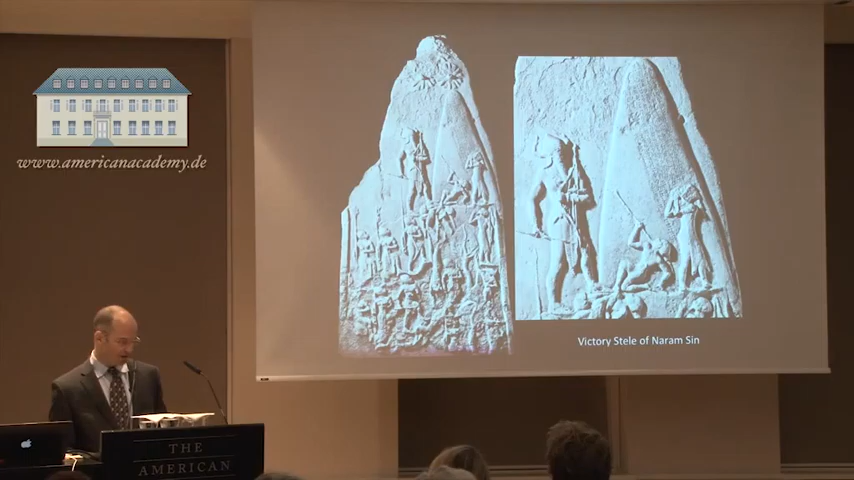 www.americanacademy.de
Victory Stele of Naram Sin
THE
AMERICAN